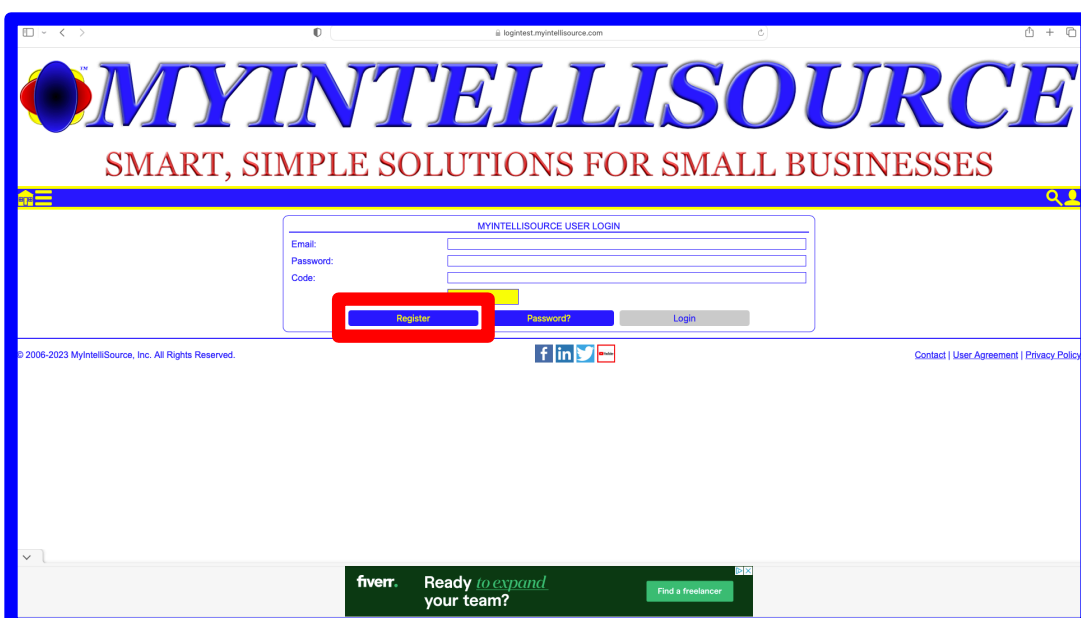 logintest.myintellisource.com
MYINTELLISOURCE
TM
SMART, SIMPLE SOLUTIONS FOR SMALL BUSINESSES
MYINTELLISOURCE USER LOGIN
Email:
Password:
Code:
Register Password? Login
© 2006-2023 MyIntelliSource, Inc. All Rights Reserved.
f in
Contact | User Agreement | Privacy Policy
fiverr. Ready to expand
your team?
Find a freelancer